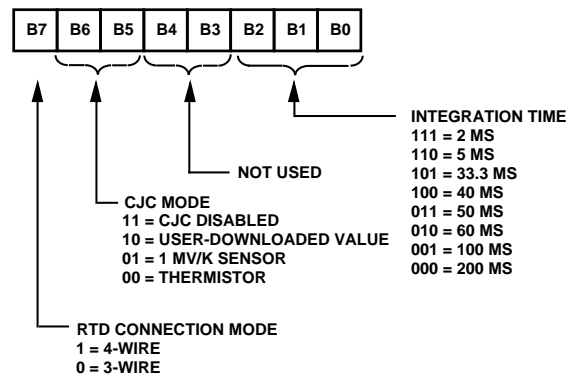 B7 B6 B5 B4 B3 B2 B1 B0
INTEGRATION TIME
111 = 2 MS
110 = 5 MS
101 = 33.3 MS
100 = 40 MS
011 = 50 MS
010 = 60 MS
001 = 100 MS
000 = 200 MS
NOT USED
CJC MODE
11 = CJC DISABLED
10 = USER-DOWNLOADED VALUE
01 = 1 MV/K SENSOR
00 = THERMISTOR
RTD CONNECTION MODE
1 = 4-WIRE
0 = 3-WIRE